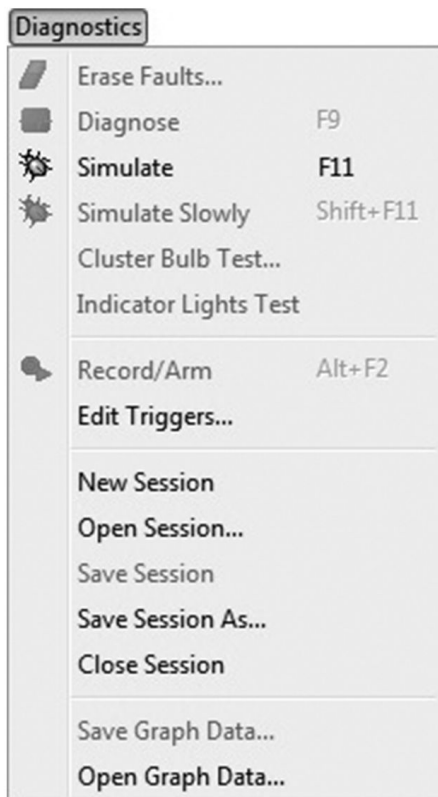 Diagnostics
Erase Faults...
Diagnose F9
Simulate F11
Simulate Slowly Shift+F11
Cluster Bulb Test...
Indicator Lights Test
Record/Arm Alt+F2
Edit Triggers...
New Session
Open Session...
Save Session
Save Session As...
Close Session
Save Graph Data...
Open Graph Data...